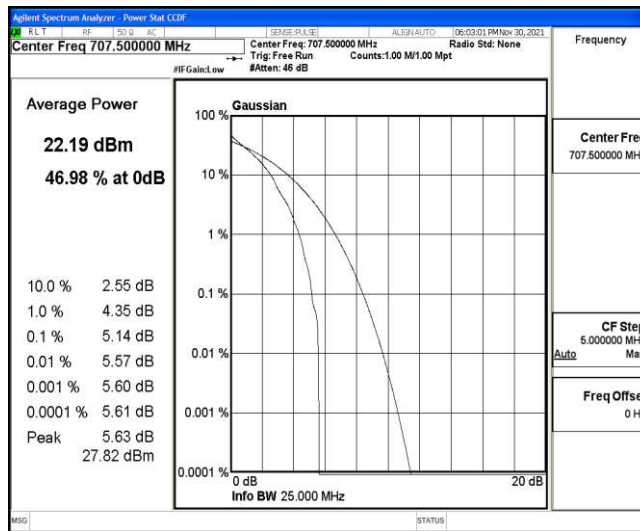 Agilent Spectrum Analyzer - Power Stat CCDF
RLT RF 50 Ω AC SENSE:PULSE ALIGNAUTO 06:03:01 PM Nov 30, 2021
Center Freq 707.500000 MHz
Center Freq: 707.500000 MHz Radio Std: None
Trig: Free Run Counts:1.00 M/1.00 Mpt
#IFGain:Low #Atten: 46 dB
Frequency
Average Power
22.19 dBm
46.98 % at 0dB
10.0 % 2.55 dB
1.0 % 4.35 dB
0.1 % 5.14 dB
0.01 % 5.57 dB
0.001 % 5.60 dB
0.0001 % 5.61 dB
Peak 5.63 dB
27.82 dBm
Gaussian
100 %
10 %
1 %
0.1 %
0.01 %
0.001 %
0.0001 %
0 dB 20 dB
Info BW 25.000 MHz
Center Fre
707.500000 MH
CF Step
5.000000 MH
Auto Ma
Freq Offse
0 H
MSG STATUS